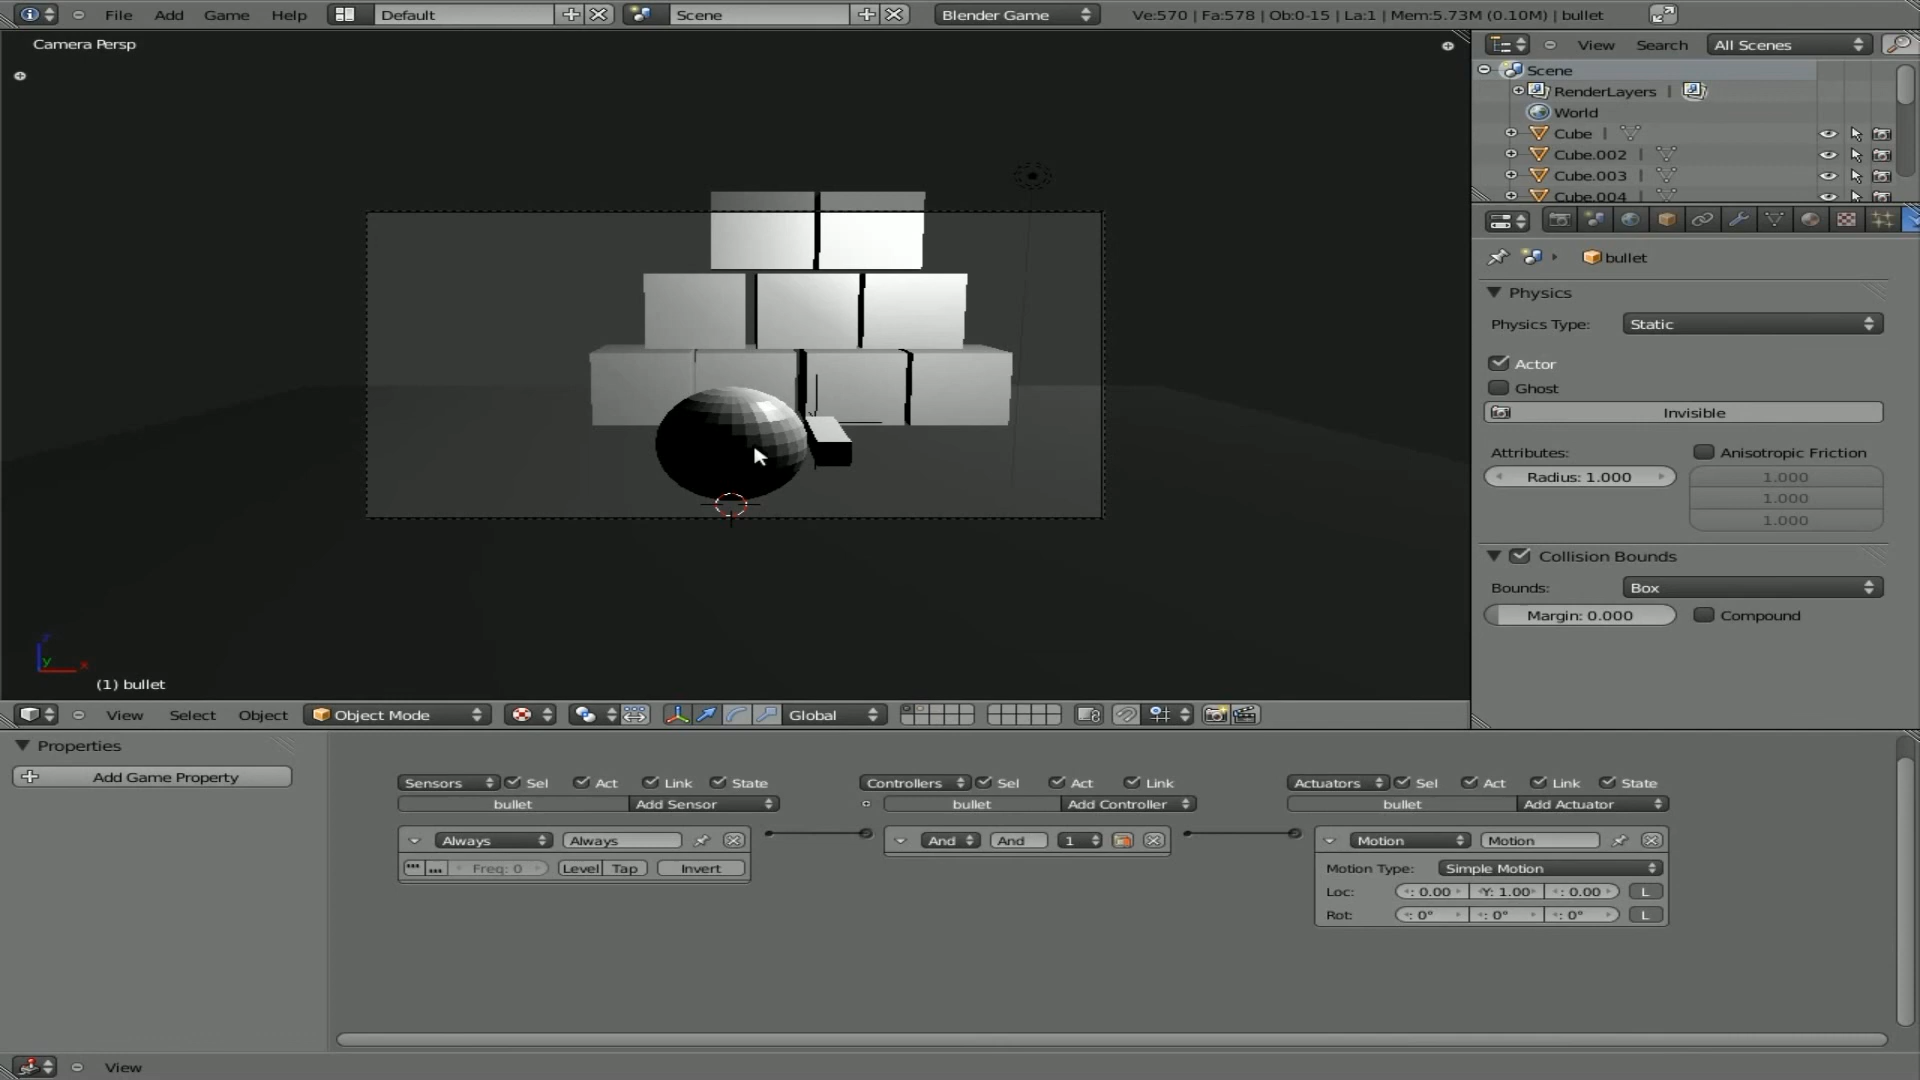 File Add Game Help Default Scene Blender Game Ve:570 | Fa:578 | Ob:0-15 | La:1 | Mem:5.73M (0.10M) | bullet
Camera Persp
View Search All Scenes
Scene
RenderLayers |
World
Cube |
Cube.002 |
Cube.003 |
Cube.004 |
bullet
Physics
Physics Type: Static
Actor
Ghost
Invisible
Attributes: Anisotropic Friction
Radius: 1.000 1.000
1.000
1.000
Collision Bounds
Bounds: Box
Margin: 0.000 Compound
z
y x
(1) bullet
View Select Object Object Mode Global
Properties
Add Game Property
Sensors Sel Act Link State Controllers Sel Act Link Actuators Sel Act Link State
bullet Add Sensor bullet Add Controller bullet Add Actuator
Always Always And And 1 Motion Motion
Freq: 0 Level Tap Invert Motion Type: Simple Motion
Loc: : 0.00 Y: 1.00 : 0.00 L
Rot: : 0° : 0° : 0° L
View